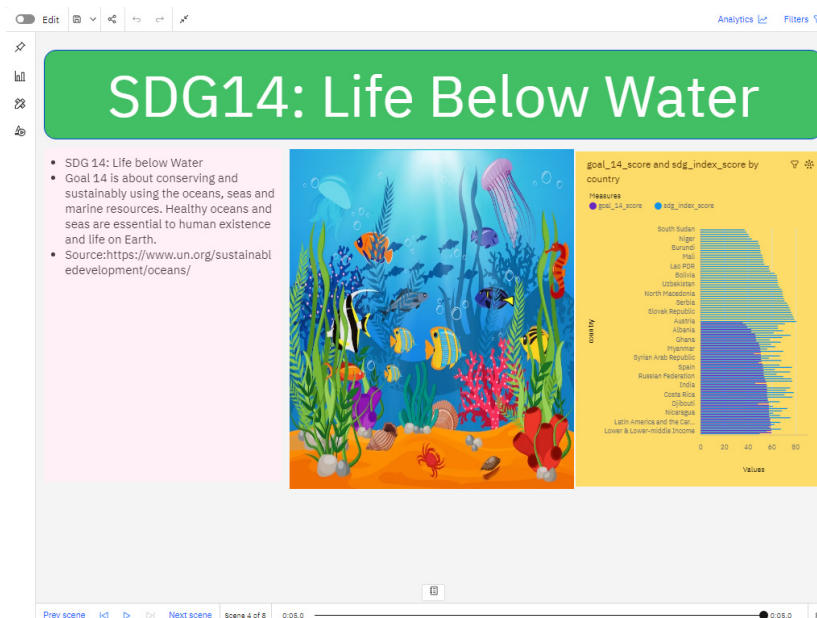 Edit
Analytics
Filters
SDG14: Life Below Water
SDG 14: Life below Water
Goal 14 is about conserving and
sustainably using the oceans, seas and
marine resources. Healthy oceans and
seas are essential to human existence
and life on Earth.
Source:https://www.un.org/sustainabl
edevelopment/oceans/
goal_14_score and sdg_index_score by
country
Measures
goal_14_score sdg_index_score
country
South Sudan
Niger
Burundi
Mali
Lao PDR
Bolivia
Uzbekistan
North Macedonia
Serbia
Slovak Republic
Austria
Albania
Ghana
Myanmar
Syrian Arab Republic
Spain
Russian Federation
India
Costa Rica
Djibouti
Nicaragua
Latin America and the Car...
Lower & Lower-middle Income
0 20 40 60 80
Values
Prev scene
Next scene
Scene 4 of 8
0:05.0
0:05.0